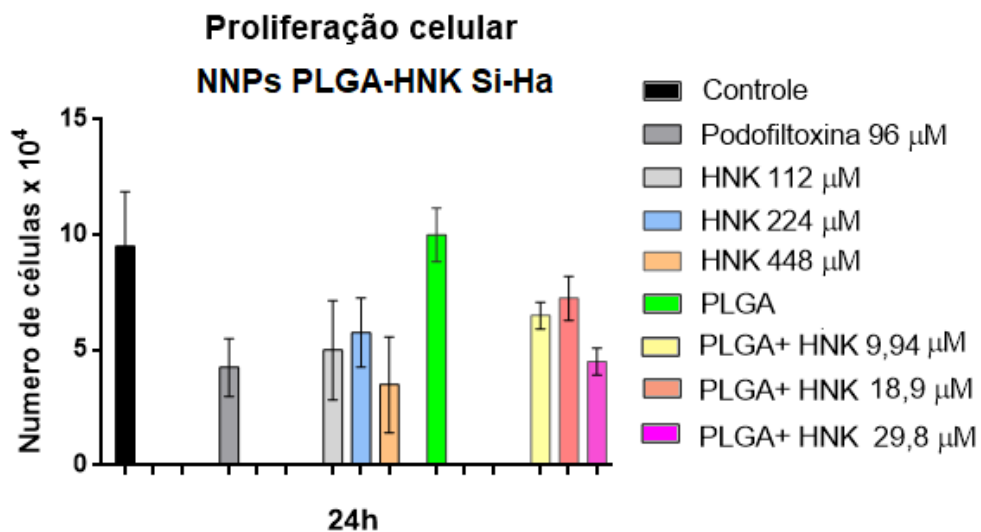 Proliferação celular
NNPs PLGA-HNK Si-Ha
Numero de células x 10⁴
15
10
5
0
24h
Controle
Podofiltoxina 96 μM
HNK 112 μM
HNK 224 μM
HNK 448 μM
PLGA
PLGA+ HNK 9,94 μM
PLGA+ HNK 18,9 μM
PLGA+ HNK 29,8 μM